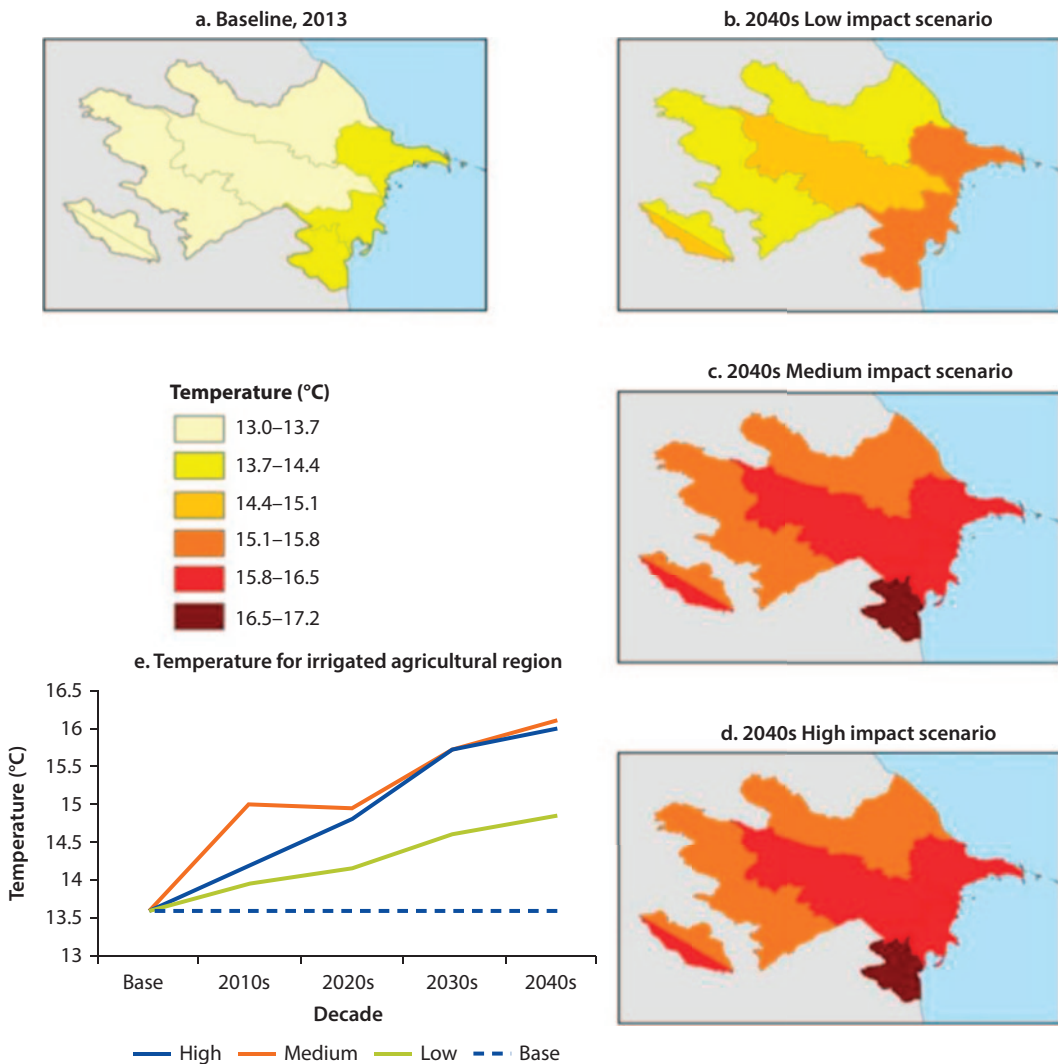 a. Baseline, 2013
b. 2040s Low impact scenario
c. 2040s Medium impact scenario
Temperature (°C)
13.0–13.7
13.7–14.4
14.4–15.1
15.1–15.8
15.8–16.5
16.5–17.2
d. 2040s High impact scenario
e. Temperature for irrigated agricultural region
Temperature (°C)
16.5
16
15.5
15
14.5
14
13.5
13
Base 2010s 2020s 2030s 2040s
Decade
High Medium Low Base